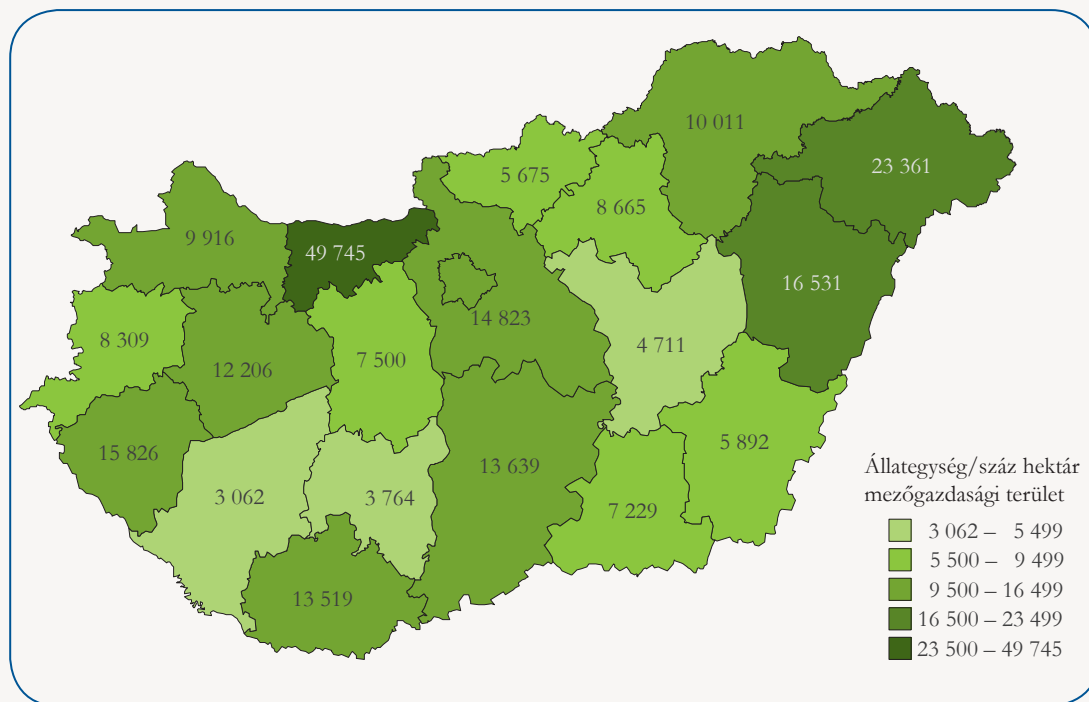 10 011
23 361
5 675
8 665
9 916
49 745
16 531
14 823
8 309
7 500
4 711
12 206
15 826
13 639
5 892
3 062
3 764
7 229
13 519
Állategység/száz hektár
mezőgazdasági terület
3 062 – 5 499
5 500 – 9 499
9 500 – 16 499
16 500 – 23 499
23 500 – 49 745